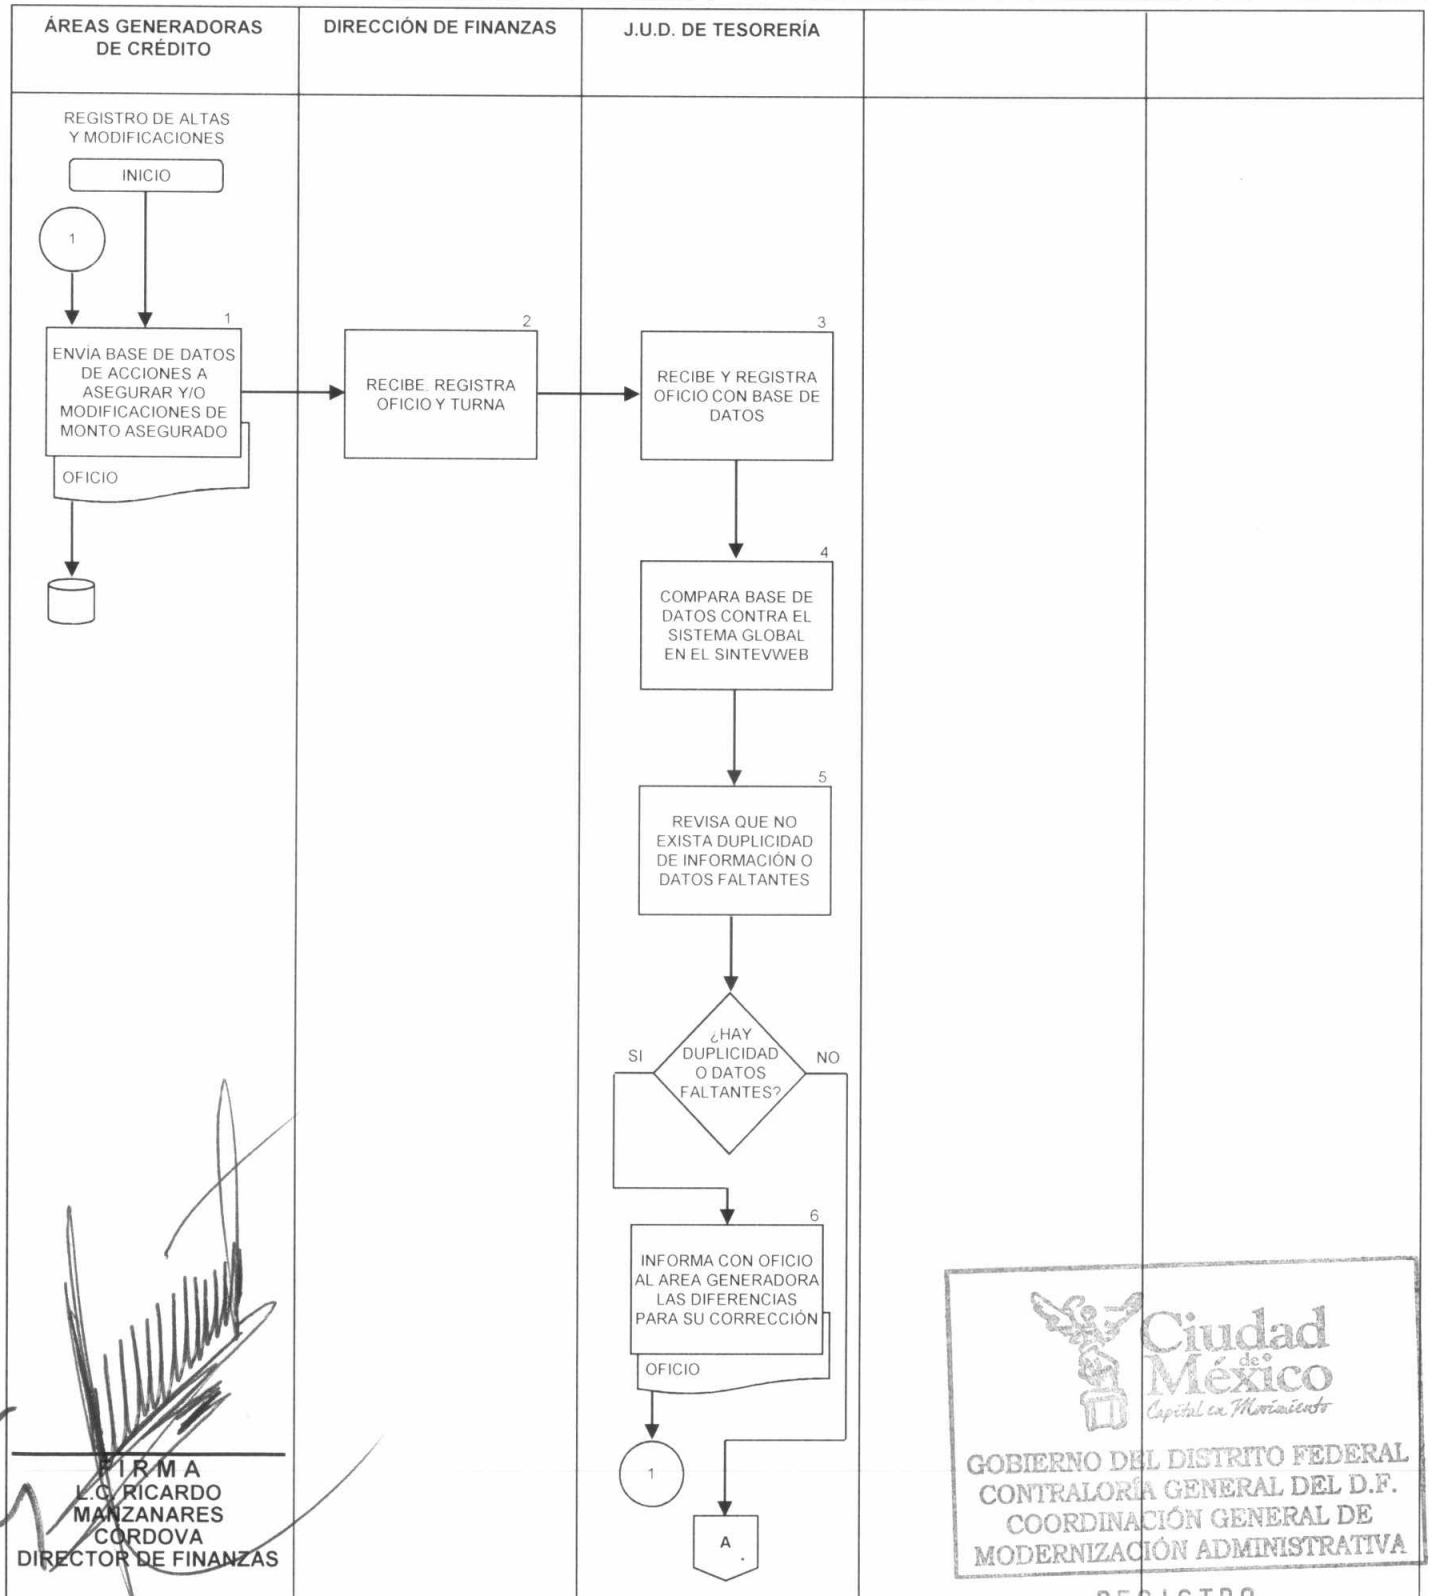 ÁREAS GENERADORAS
DE CRÉDITO
DIRECCIÓN DE FINANZAS
J.U.D. DE TESORERÍA
REGISTRO DE ALTAS
Y MODIFICACIONES
INICIO
1
1
ENVÍA BASE DE DATOS
DE ACCIONES A
ASEGURAR Y/O
MODIFICACIONES DE
MONTO ASEGURADO
OFICIO
2
RECIBE. REGISTRA
OFICIO Y TURNA
3
RECIBE Y REGISTRA
OFICIO CON BASE DE
DATOS
4
COMPARA BASE DE
DATOS CONTRA EL
SISTEMA GLOBAL
EN EL SINTEVWEB
5
REVISA QUE NO
EXISTA DUPLICIDAD
DE INFORMACIÓN O
DATOS FALTANTES
¿HAY
DUPLICIDAD
O DATOS
FALTANTES?
SI
NO
6
INFORMA CON OFICIO
AL AREA GENERADORA
LAS DIFERENCIAS
PARA SU CORRECCIÓN
OFICIO
1
A
FIRMA
L.C. RICARDO
MANZANARES
CÓRDOVA
DIRECTOR DE FINANZAS
Ciudad
de
México
Capital en Movimiento
GOBIERNO DEL DISTRITO FEDERAL
CONTRALORÍA GENERAL DEL D.F.
COORDINACIÓN GENERAL DE
MODERNIZACIÓN ADMINISTRATIVA
REGISTRO